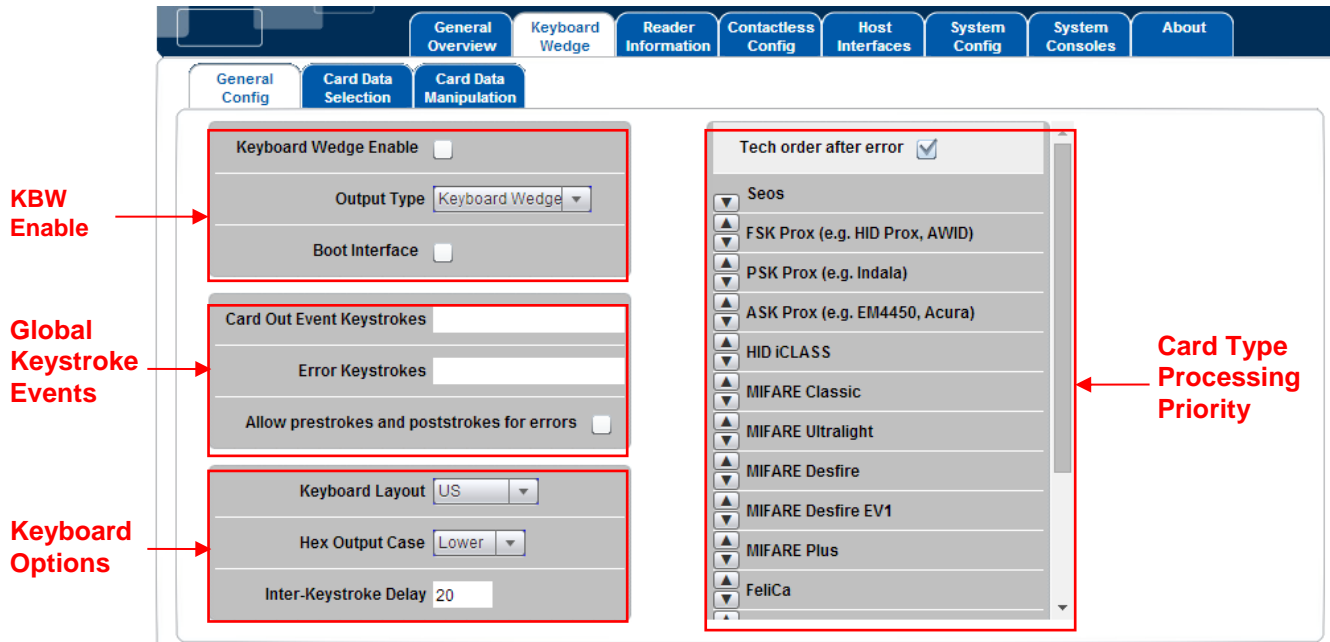 General
Overview
Keyboard
Wedge
Reader
Information
Contactless
Config
Host
Interfaces
System
Config
System
Consoles
About
General
Config
Card Data
Selection
Card Data
Manipulation
KBW
Enable
Keyboard Wedge Enable
Output Type Keyboard Wedge
Boot Interface
Global
Keystroke
Events
Card Out Event Keystrokes
Error Keystrokes
Allow prestrokes and poststrokes for errors
Keyboard
Options
Keyboard Layout US
Hex Output Case Lower
Inter-Keystroke Delay 20
Tech order after error
Seos
FSK Prox (e.g. HID Prox, AWID)
PSK Prox (e.g. Indala)
ASK Prox (e.g. EM4450, Acura)
HID iCLASS
MIFARE Classic
MIFARE Ultralight
MIFARE Desfire
MIFARE Desfire EV1
MIFARE Plus
FeliCa
Card Type
Processing
Priority